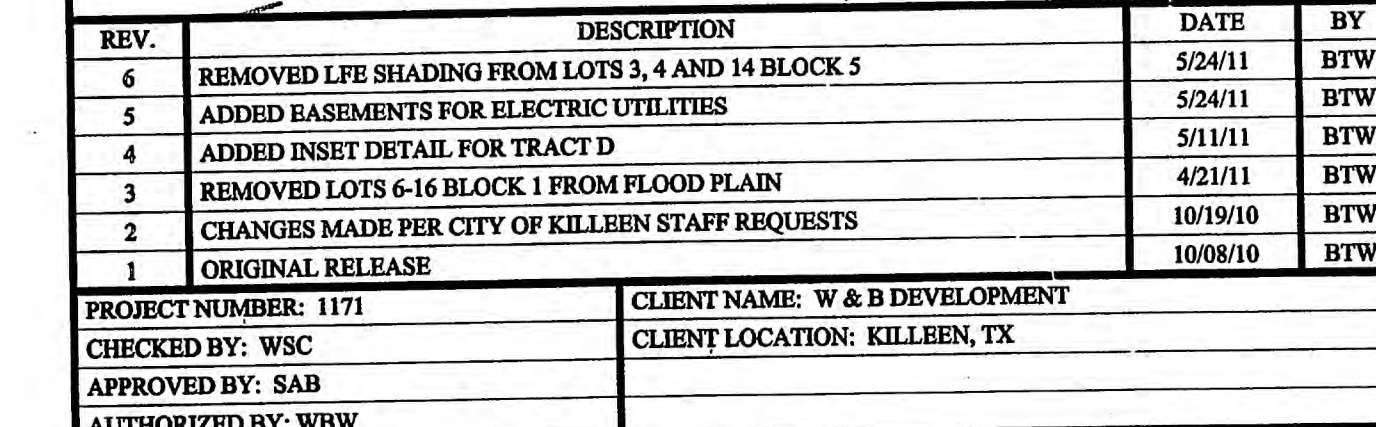 REV. DESCRIPTION DATE BY
6 REMOVED LFE SHADING FROM LOTS 3, 4 AND 14 BLOCK 5 5/24/11 BTW
5 ADDED EASEMENTS FOR ELECTRIC UTILITIES 5/24/11 BTW
4 ADDED INSET DETAIL FOR TRACT D 5/11/11 BTW
3 REMOVED LOTS 6-16 BLOCK 1 FROM FLOOD PLAIN 4/21/11 BTW
2 CHANGES MADE PER CITY OF KILLEEN STAFF REQUESTS 10/19/10 BTW
1 ORIGINAL RELEASE 10/08/10 BTW
PROJECT NUMBER: 1171 CLIENT NAME: W & B DEVELOPMENT
CHECKED BY: WSC CLIENT LOCATION: KILLEEN, TX
APPROVED BY: SAB
AUTHORIZED BY: WBW